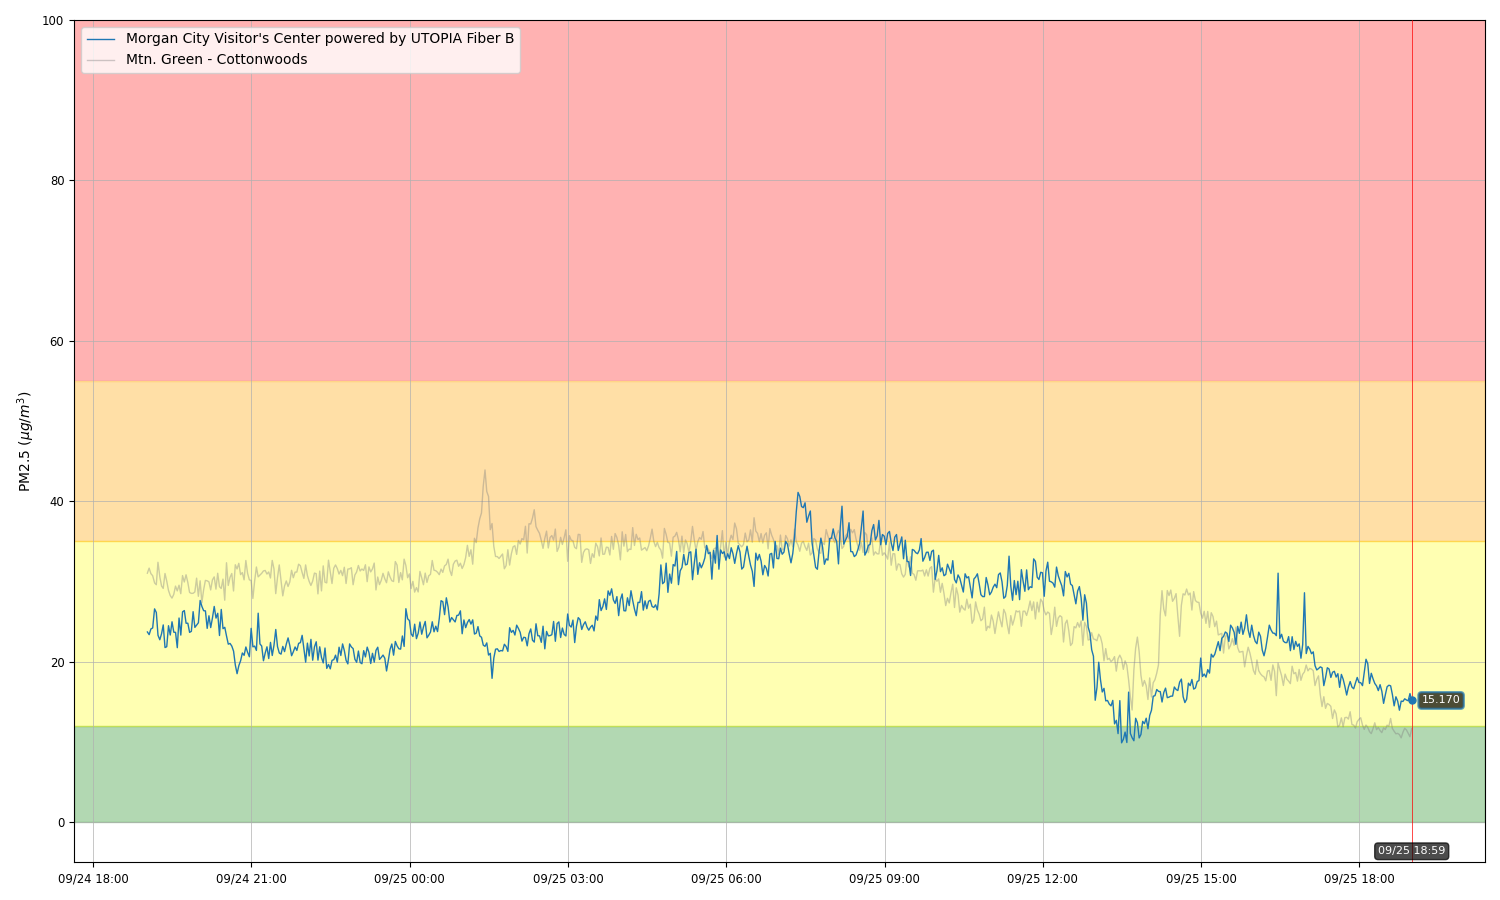 100
Morgan City Visitor's Center powered by UTOPIA Fiber B
Mtn. Green - Cottonwoods
80
60
PM2.5 (μg/m³)
40
20
15.170
0
09/25 18:59
09/24 18:00 09/24 21:00 09/25 00:00 09/25 03:00 09/25 06:00 09/25 09:00 09/25 12:00 09/25 15:00 09/25 18:00